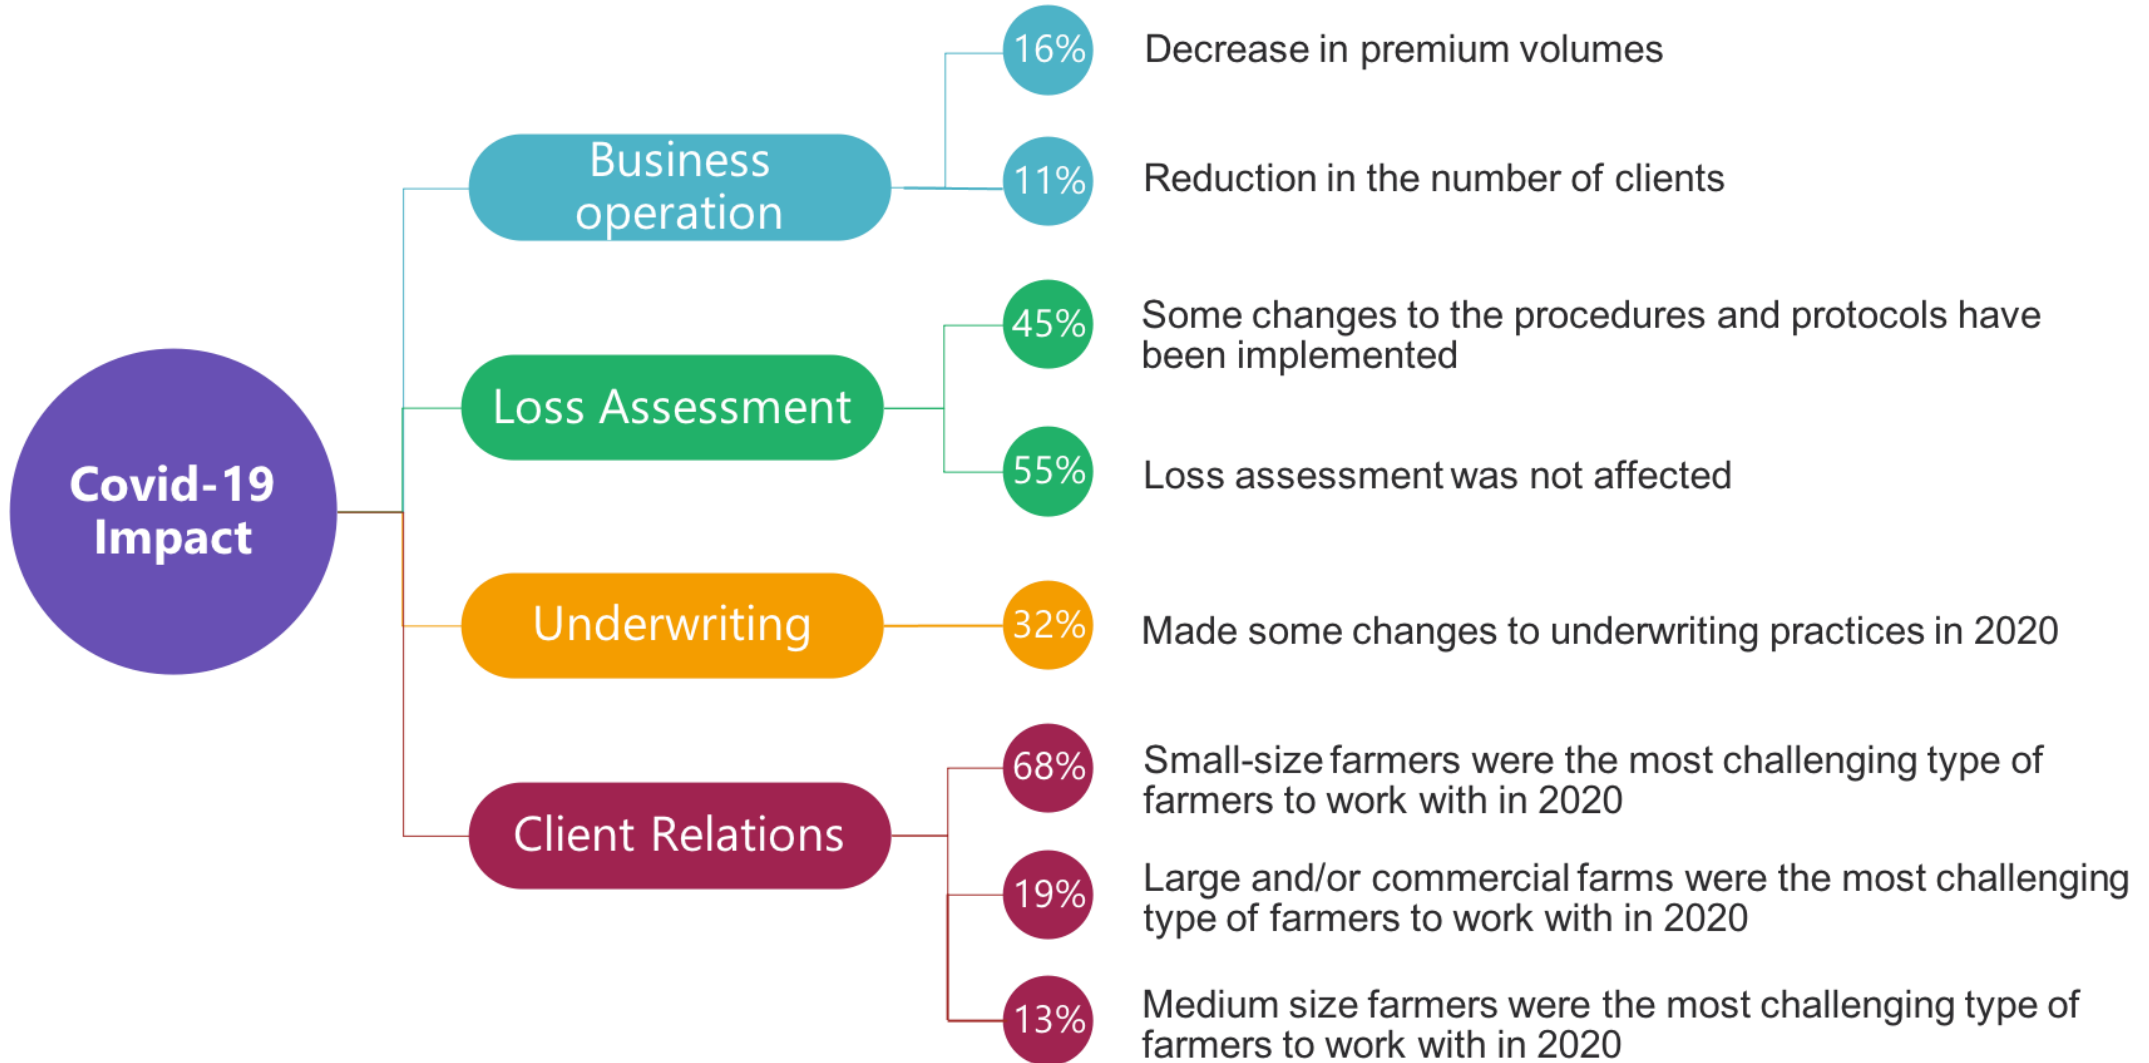 Covid-19
Impact
Business
operation
16%
Decrease in premium volumes
11%
Reduction in the number of clients
Loss Assessment
45%
Some changes to the procedures and protocols have
been implemented
55%
Loss assessment was not affected
Underwriting
32%
Made some changes to underwriting practices in 2020
Client Relations
68%
Small-size farmers were the most challenging type of
farmers to work with in 2020
19%
Large and/or commercial farms were the most challenging
type of farmers to work with in 2020
13%
Medium size farmers were the most challenging type of
farmers to work with in 2020